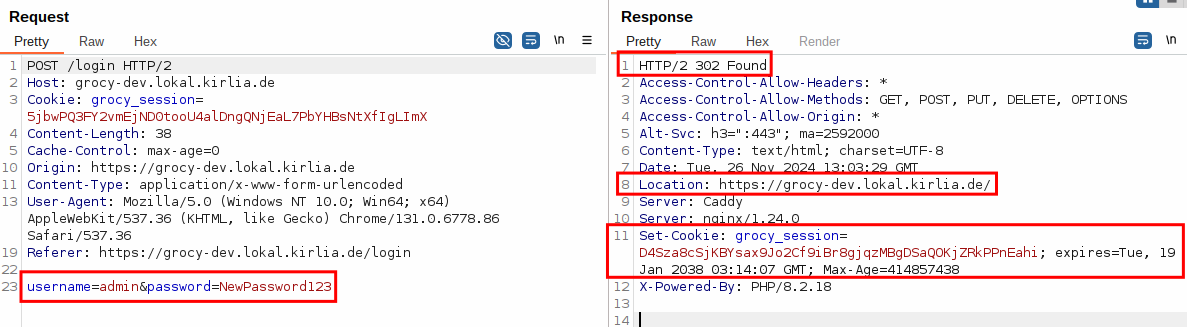 Request
Pretty Raw Hex \n
1 POST /login HTTP/2
2 Host: grocy-dev.lokal.kirlia.de
3 Cookie: grocy_session=
5jbwPQ3FY2vmEjNDOtooU4alDngQNjEaL7PbYHBsNtXfIgLImX
4 Content-Length: 38
5 Cache-Control: max-age=0
10 Origin: https://grocy-dev.lokal.kirlia.de
11 Content-Type: application/x-www-form-urlencoded
13 User-Agent: Mozilla/5.0 (Windows NT 10.0; Win64; x64)
AppleWebKit/537.36 (KHTML, like Gecko) Chrome/131.0.6778.86
Safari/537.36
19 Referer: https://grocy-dev.lokal.kirlia.de/login
22
23 username=admin&password=NewPassword123
Response
Pretty Raw Hex Render \n
1 HTTP/2 302 Found
2 Access-Control-Allow-Headers: *
3 Access-Control-Allow-Methods: GET, POST, PUT, DELETE, OPTIONS
4 Access-Control-Allow-Origin: *
5 Alt-Svc: h3=":443"; ma=2592000
6 Content-Type: text/html; charset=UTF-8
7 Date: Tue, 26 Nov 2024 13:03:29 GMT
8 Location: https://grocy-dev.lokal.kirlia.de/
9 Server: Caddy
10 Server: nginx/1.24.0
11 Set-Cookie: grocy_session=
D4Sza8cSjKBYsax9Jo2Cf9iBr8gjqzMBgDSaQOKjZRkPPnEahi; expires=Tue, 19
Jan 2038 03:14:07 GMT; Max-Age=414857438
12 X-Powered-By: PHP/8.2.18
13
14